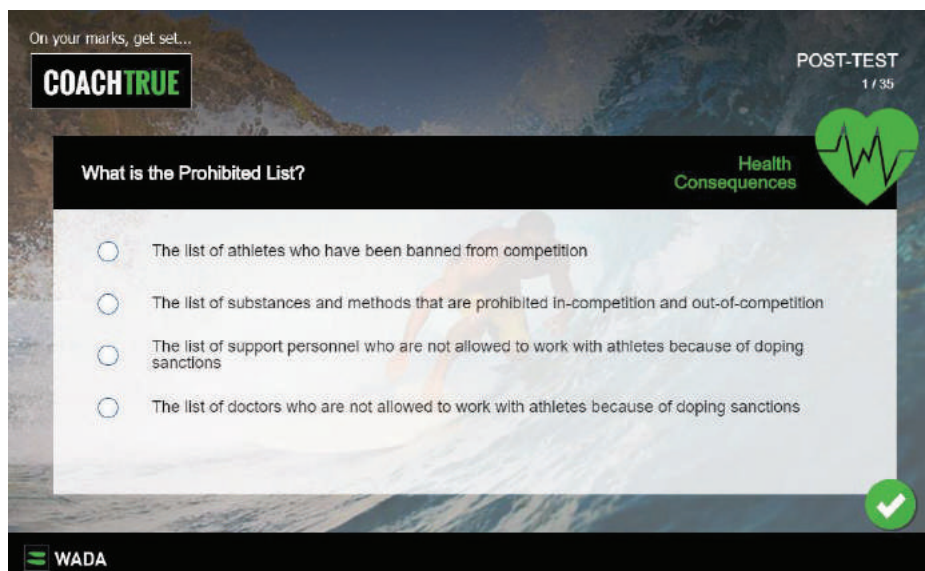 On your marks, get set...
COACHTRUE
POST-TEST
1 / 35
What is the Prohibited List?
Health
Consequences
The list of athletes who have been banned from competition
The list of substances and methods that are prohibited in-competition and out-of-competition
The list of support personnel who are not allowed to work with athletes because of doping
sanctions
The list of doctors who are not allowed to work with athletes because of doping sanctions
WADA